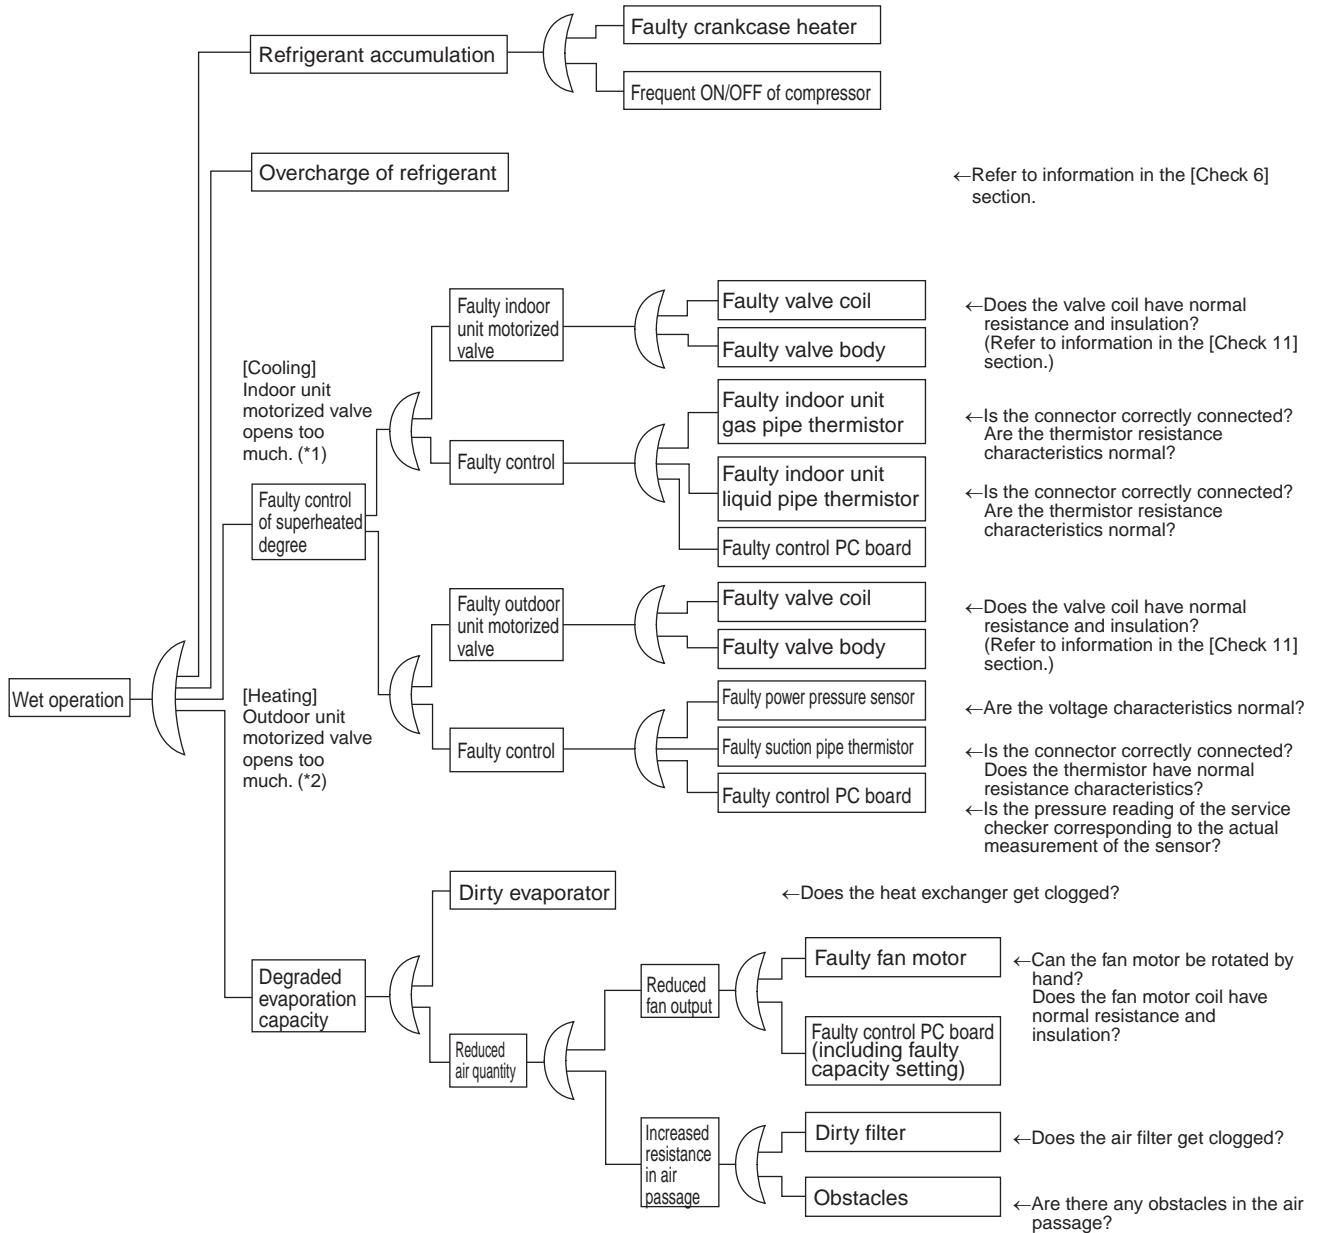 Faulty crankcase heater
Refrigerant accumulation
Frequent ON/OFF of compressor
Overcharge of refrigerant
←Refer to information in the [Check 6]
section.
Faulty indoor
unit motorized
valve
Faulty valve coil
Faulty valve body
←Does the valve coil have normal
resistance and insulation?
(Refer to information in the [Check 11]
section.)
[Cooling]
Indoor unit
motorized valve
opens too
much. (*1)
Faulty control
Faulty indoor unit
gas pipe thermistor
←Is the connector correctly connected?
Are the thermistor resistance
characteristics normal?
Faulty indoor unit
liquid pipe thermistor
←Is the connector correctly connected?
Are the thermistor resistance
characteristics normal?
Faulty control PC board
Faulty control
of superheated
degree
Faulty outdoor
unit motorized
valve
Faulty valve coil
Faulty valve body
←Does the valve coil have normal
resistance and insulation?
(Refer to information in the [Check 11]
section.)
Wet operation
[Heating]
Outdoor unit
motorized valve
opens too
much. (*2)
Faulty control
Faulty power pressure sensor
←Are the voltage characteristics normal?
Faulty suction pipe thermistor
←Is the connector correctly connected?
Does the thermistor have normal
resistance characteristics?
Faulty control PC board
←Is the pressure reading of the service
checker corresponding to the actual
measurement of the sensor?
Dirty evaporator
←Does the heat exchanger get clogged?
Degraded
evaporation
capacity
Reduced
air quantity
Reduced
fan output
Faulty fan motor
←Can the fan motor be rotated by
hand?
Does the fan motor coil have
normal resistance and
insulation?
Faulty control PC board
(including faulty
capacity setting)
Increased
resistance
in air
passage
Dirty filter
←Does the air filter get clogged?
Obstacles
←Are there any obstacles in the air
passage?